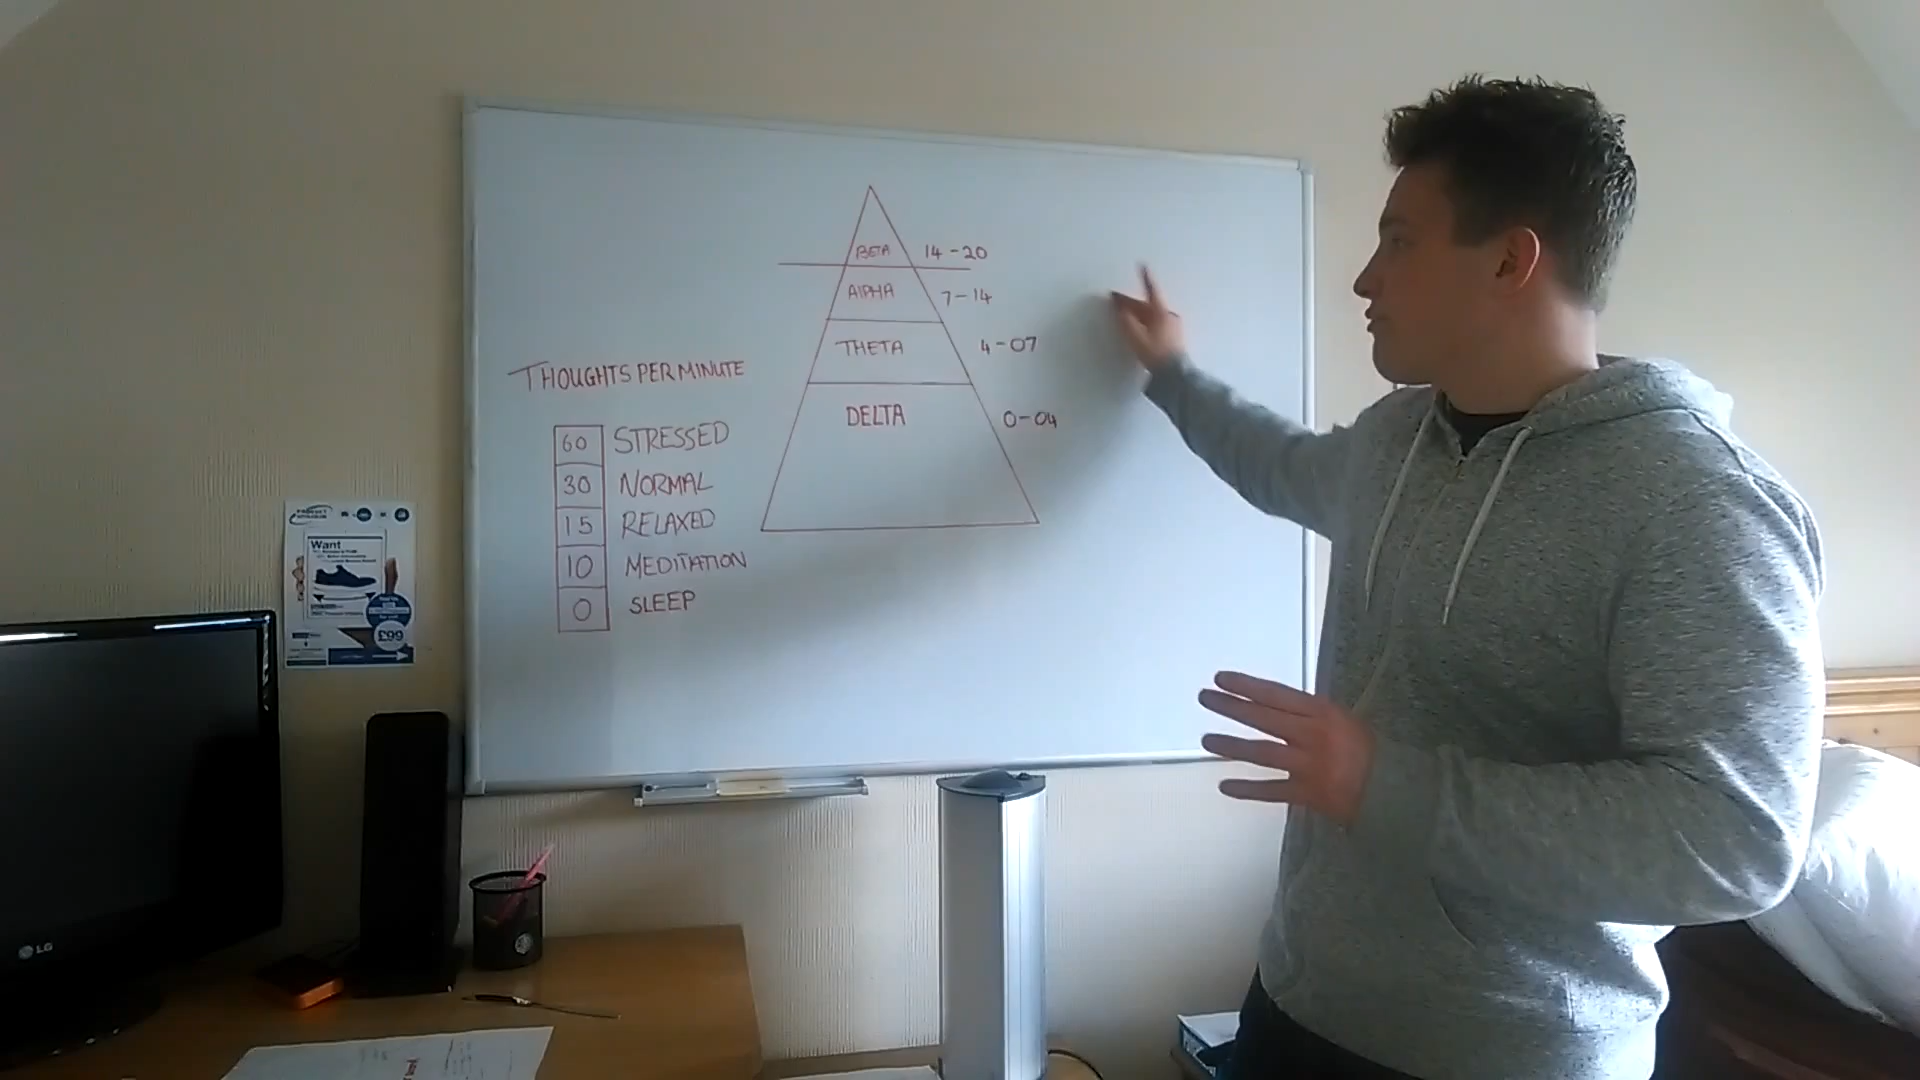 BETA 14-20
AlPHA 7-14
THETA 4-07
DELTA 0-04
THOUGHTS PER MINUTE
60 STRESSED
30 NORMAL
15 RELAXED
10 MEDITATION
0 SLEEP
Want
£99
LG